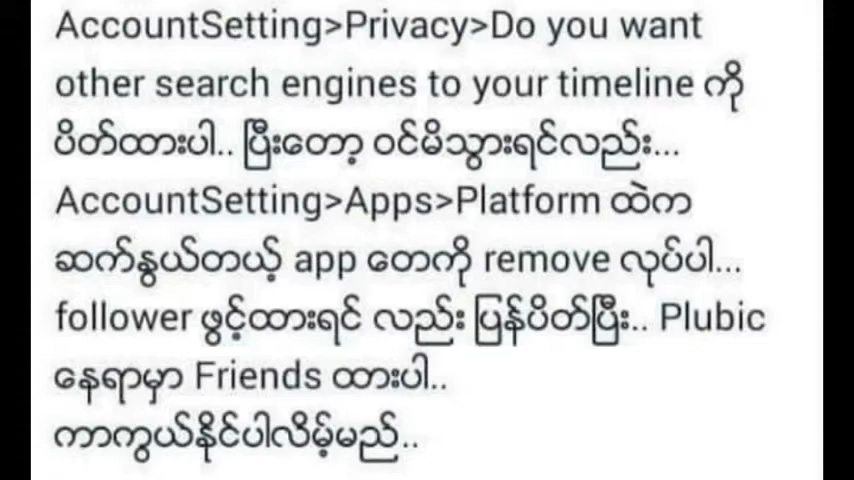 AccountSetting>Privacy>Do you want
other search engines to your timeline ကို
ပိတ်ထားပါ.. ပြီးတော့ ဝင်မိသွားရင်လည်း...
AccountSetting>Apps>Platform ထဲက
ဆက်နွယ်တယ့် app တေကို remove လုပ်ပါ...
follower ဖွင့်ထားရင် လည်း ပြန်ပိတ်ပြီး.. Plubic
နေရာမှာ Friends ထားပါ..
ကာကွယ်နိုင်ပါလိမ့်မည်..